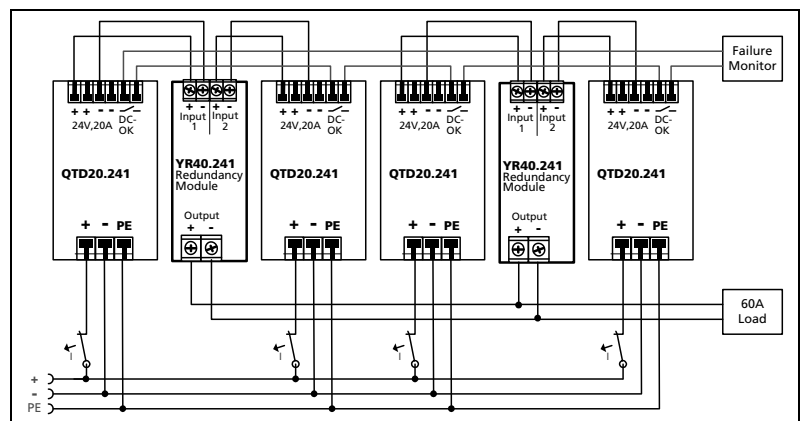 Failure
Monitor
+ + - - DC-
24V,20A OK
QTD20.241
+ - PE
+ - + -
Input Input
1 2
YR40.241
Redundancy
Module
Output
+ -
+ + - - DC-
24V,20A OK
QTD20.241
+ - PE
+ + - - DC-
24V,20A OK
QTD20.241
+ - PE
+ - + -
Input Input
1 2
YR40.241
Redundancy
Module
Output
+ -
+ + - - DC-
24V,20A OK
QTD20.241
+ - PE
60A
Load
I
I
I
I
+
-
PE